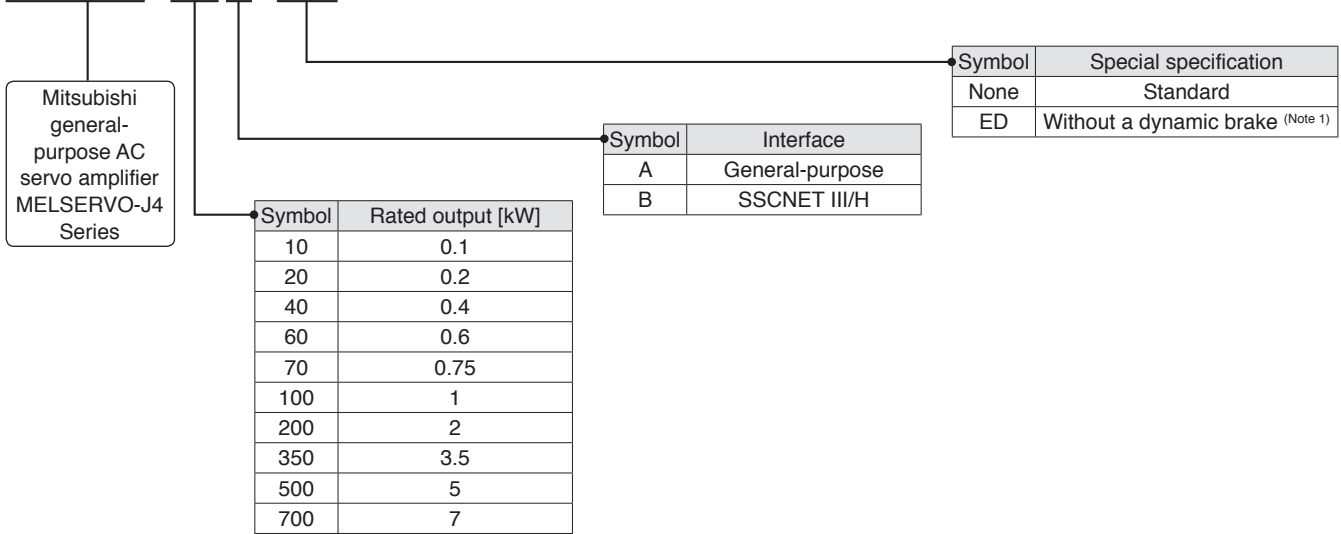 Mitsubishi
general-
purpose AC
servo amplifier
MELSERVO-J4
Series
Symbol Rated output [kW]
10 0.1
20 0.2
40 0.4
60 0.6
70 0.75
100 1
200 2
350 3.5
500 5
700 7
Symbol Interface
A General-purpose
B SSCNET III/H
Symbol Special specification
None Standard
ED Without a dynamic brake (Note 1)